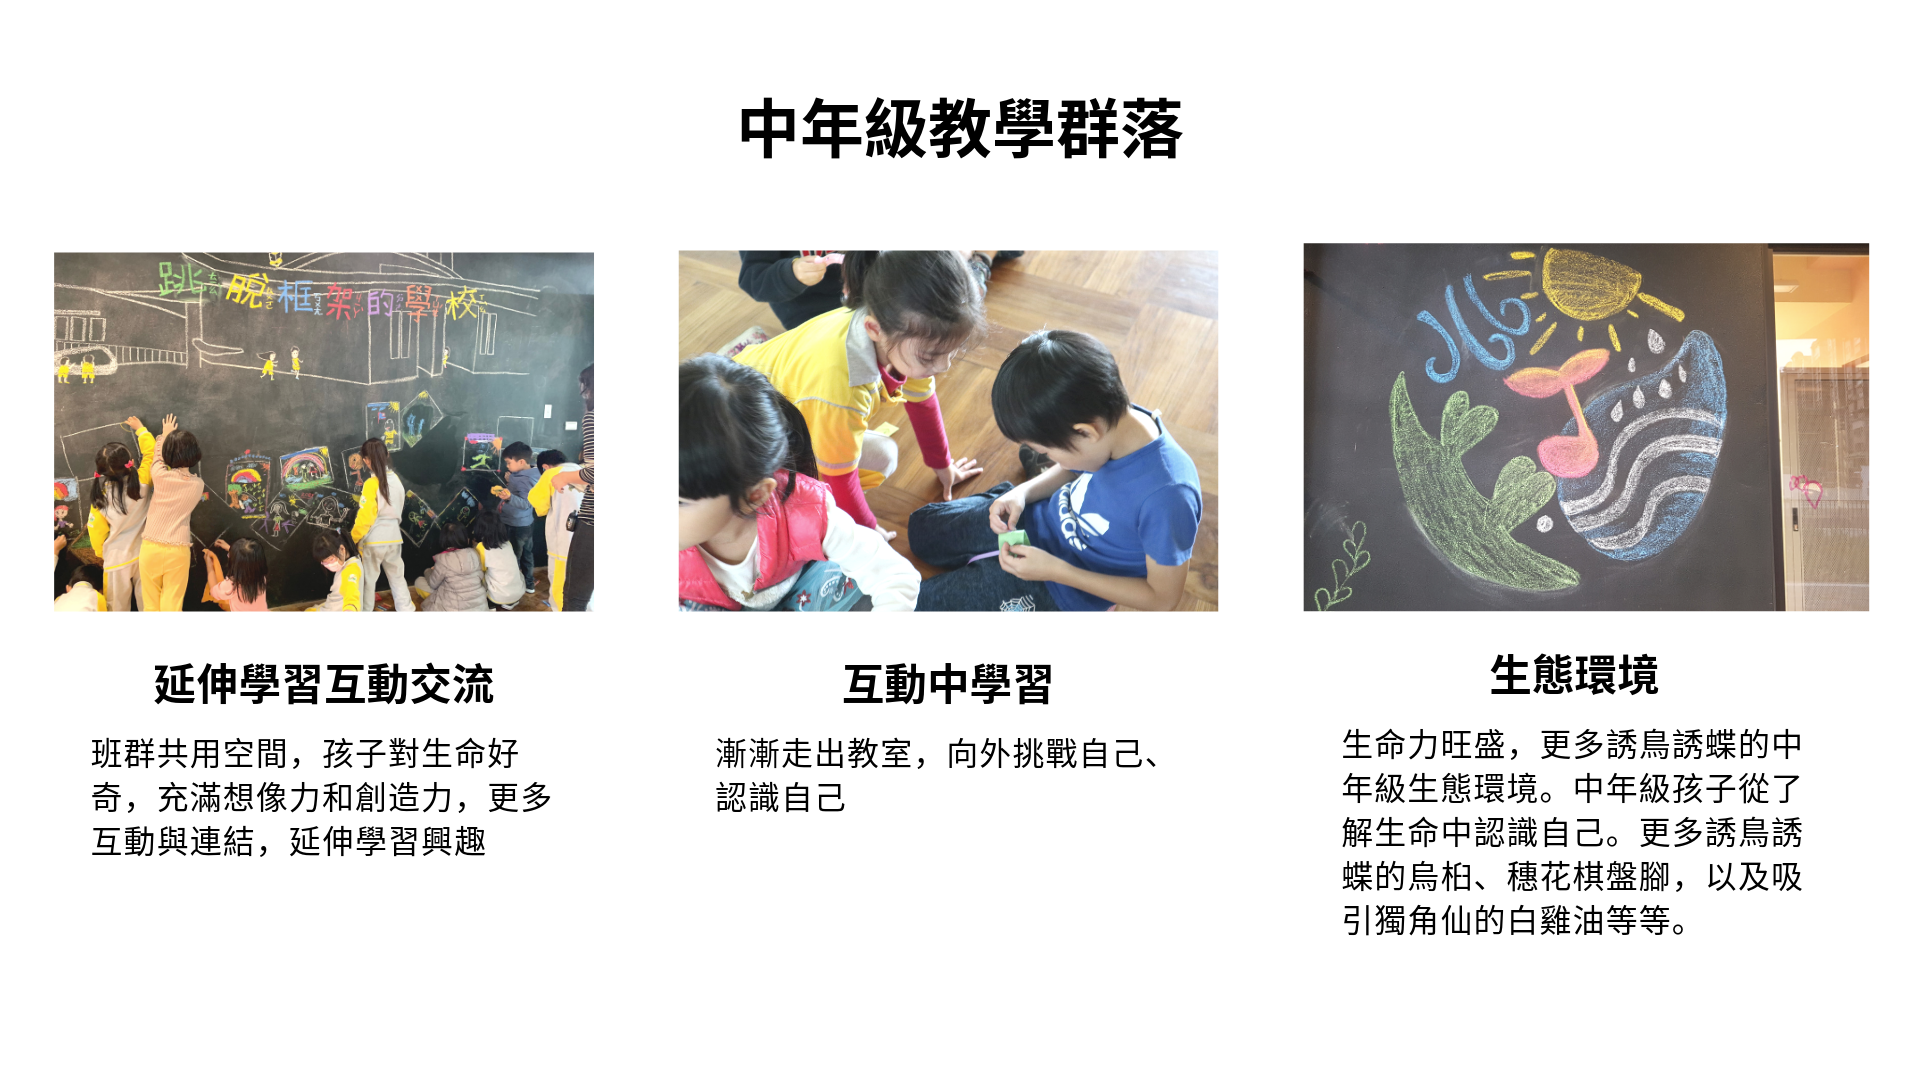 中年級教學群落
跳脫框架的學校
延伸學習互動交流
班群共用空間，孩子對生命好
奇，充滿想像力和創造力，更多
互動與連結，延伸學習興趣
互動中學習
漸漸走出教室，向外挑戰自己、
認識自己
生態環境
生命力旺盛，更多誘鳥誘蝶的中
年級生態環境。中年級孩子從了
解生命中認識自己。更多誘鳥誘
蝶的烏桕、穗花棋盤腳，以及吸
引獨角仙的白雞油等等。